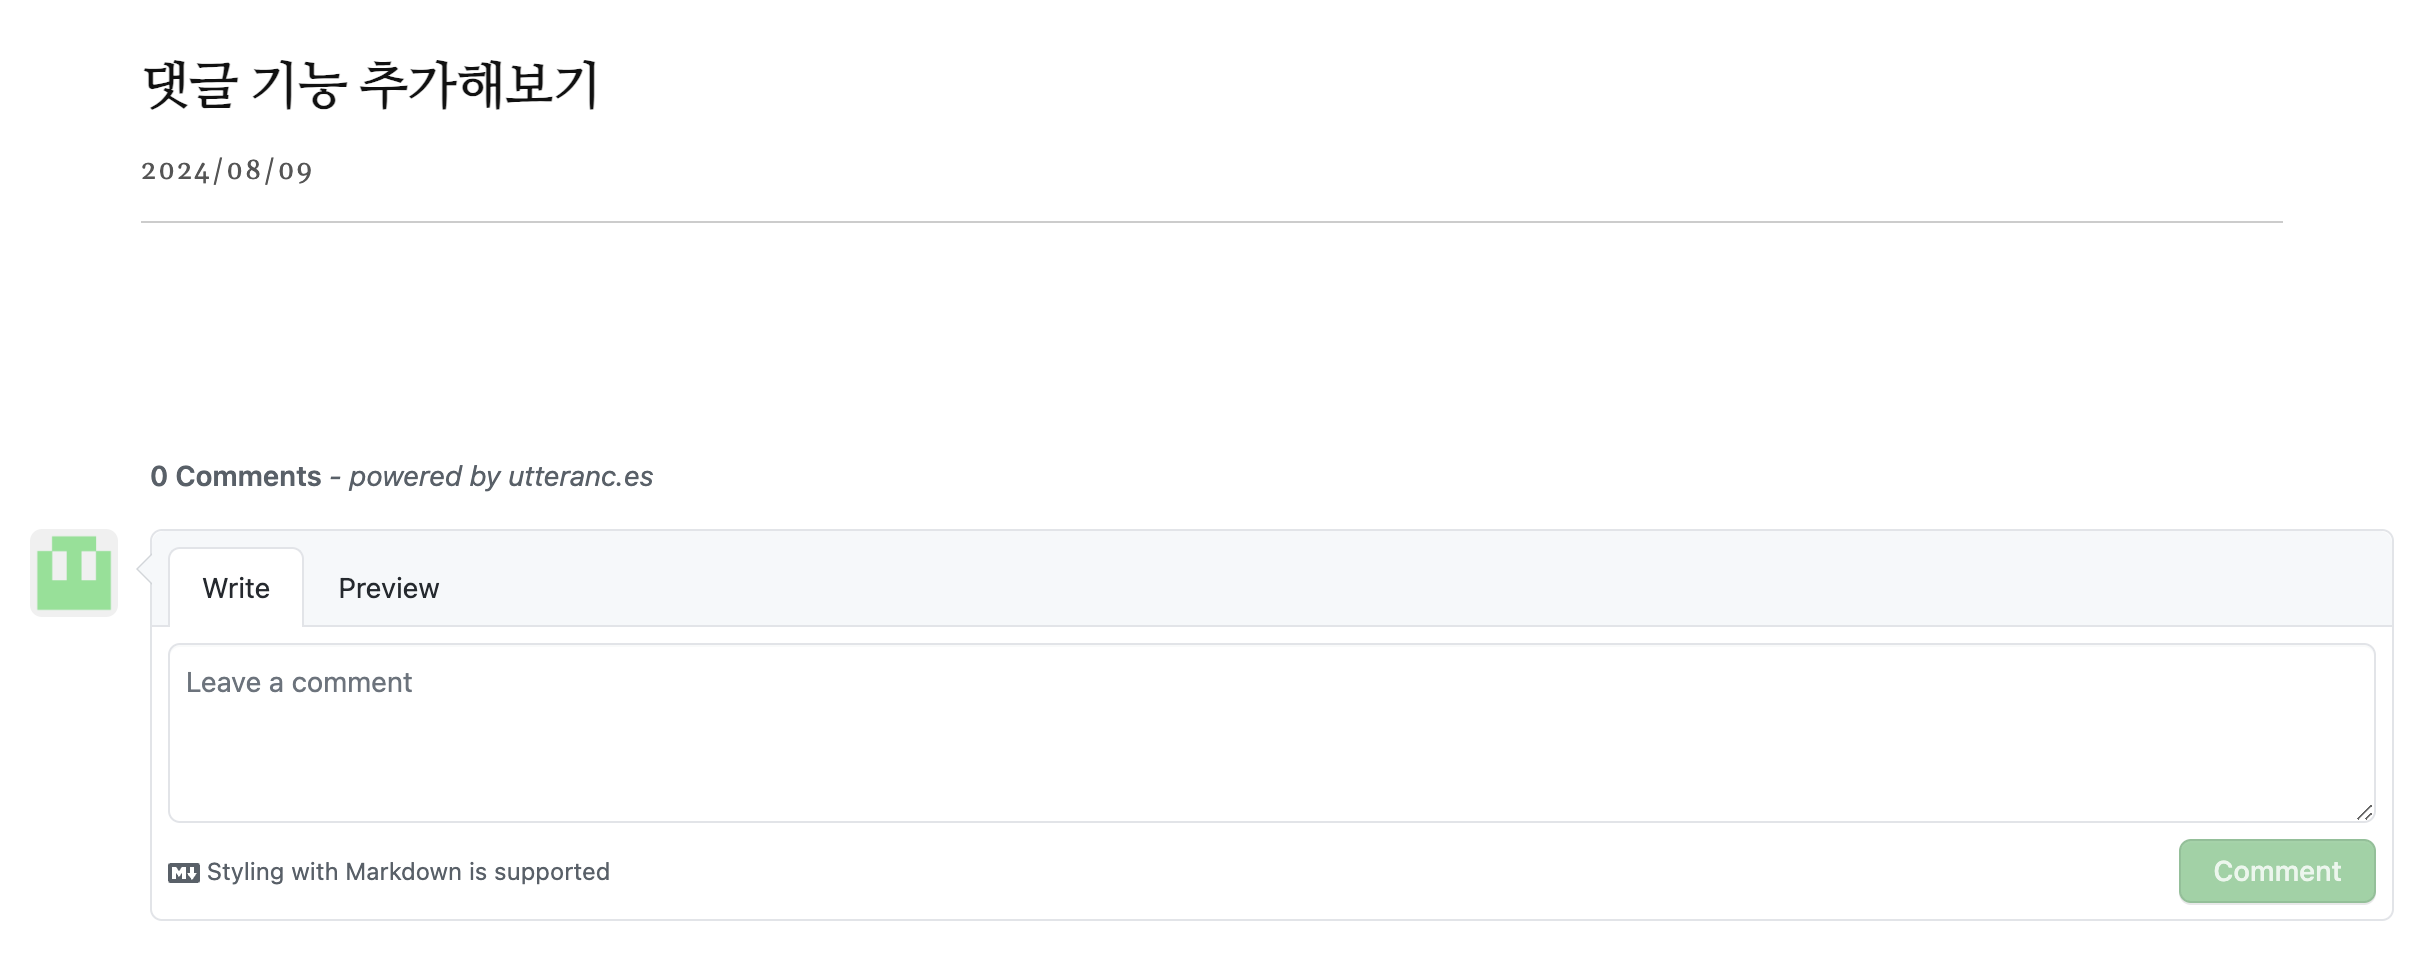 댓글 기능 추가해보기
2024/08/09
0 Comments - powered by utteranc.es
Write Preview
Leave a comment
M↓ Styling with Markdown is supported
Comment